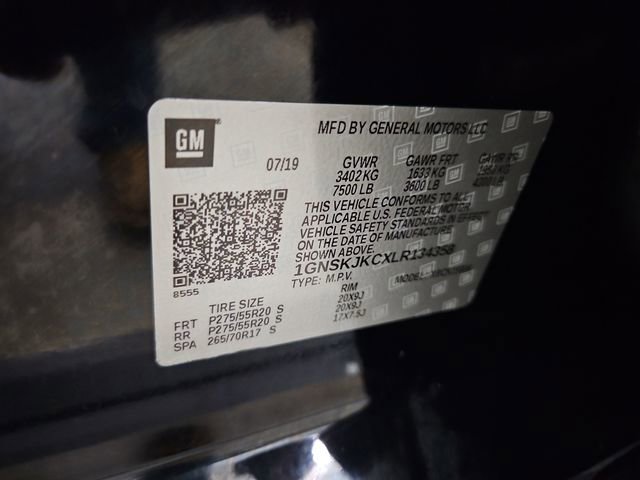 GM
MFD BY GENERAL MOTORS LLC
07/19
GVWR GAWR FRT GAWR RR
3402 KG 1633 KG
7500 LB 3600 LB
THIS VEHICLE CONFORMS TO ALL
APPLICABLE U.S. FEDERAL MOTOR
VEHICLE SAFETY STANDARDS IN EFFECT
ON THE DATE OF MANUFACTURE
SHOWN ABOVE.
1GNSKJKCXLR134358
TYPE: M.P.V. MODEL:
8555
TIRE SIZE RIM
FRT P275/55R20 S 20X9J
RR P275/55R20 S 20X9J
SPA 265/70R17 S 17X7.5J